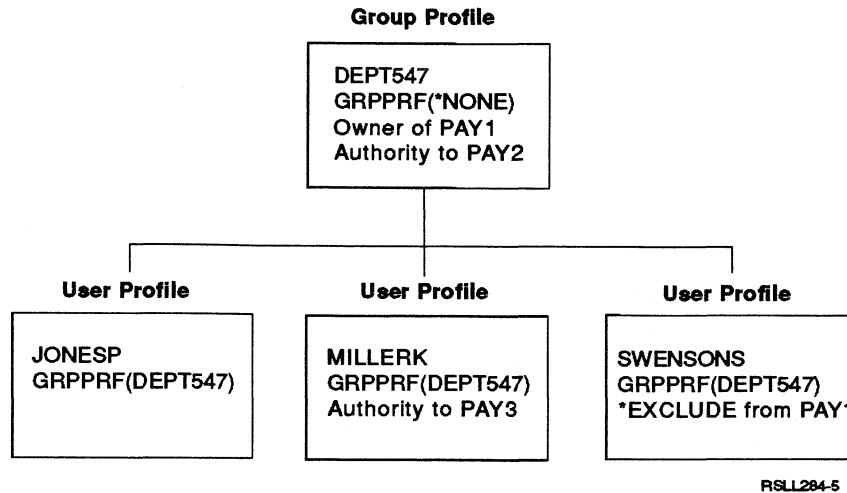 Group Profile
DEPT547
GRPPRF(*NONE)
Owner of PAY1
Authority to PAY2
User Profile
JONESP
GRPPRF(DEPT547)
User Profile
MILLERK
GRPPRF(DEPT547)
Authority to PAY3
User Profile
SWENSONS
GRPPRF(DEPT547)
*EXCLUDE from PAY1
RSLL284-5